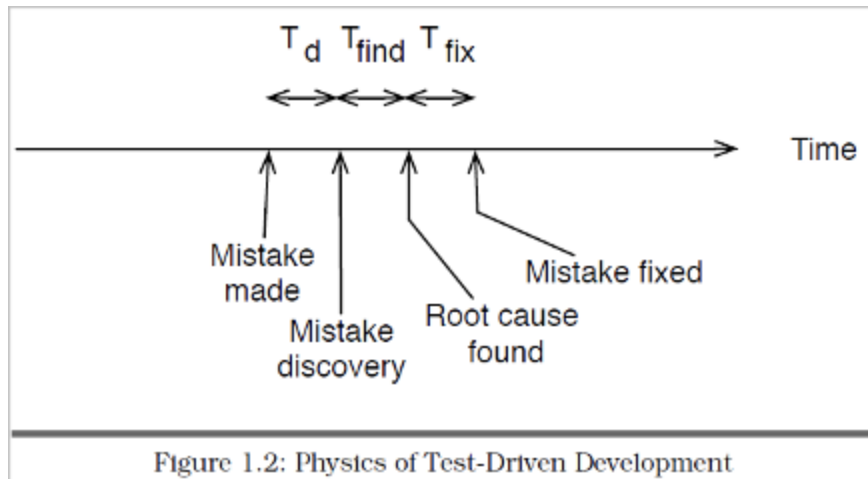 T d T find T fix
Time
Mistake
made
Mistake
discovery
Root cause
found
Mistake fixed
Figure 1.2: Physics of Test-Driven Development